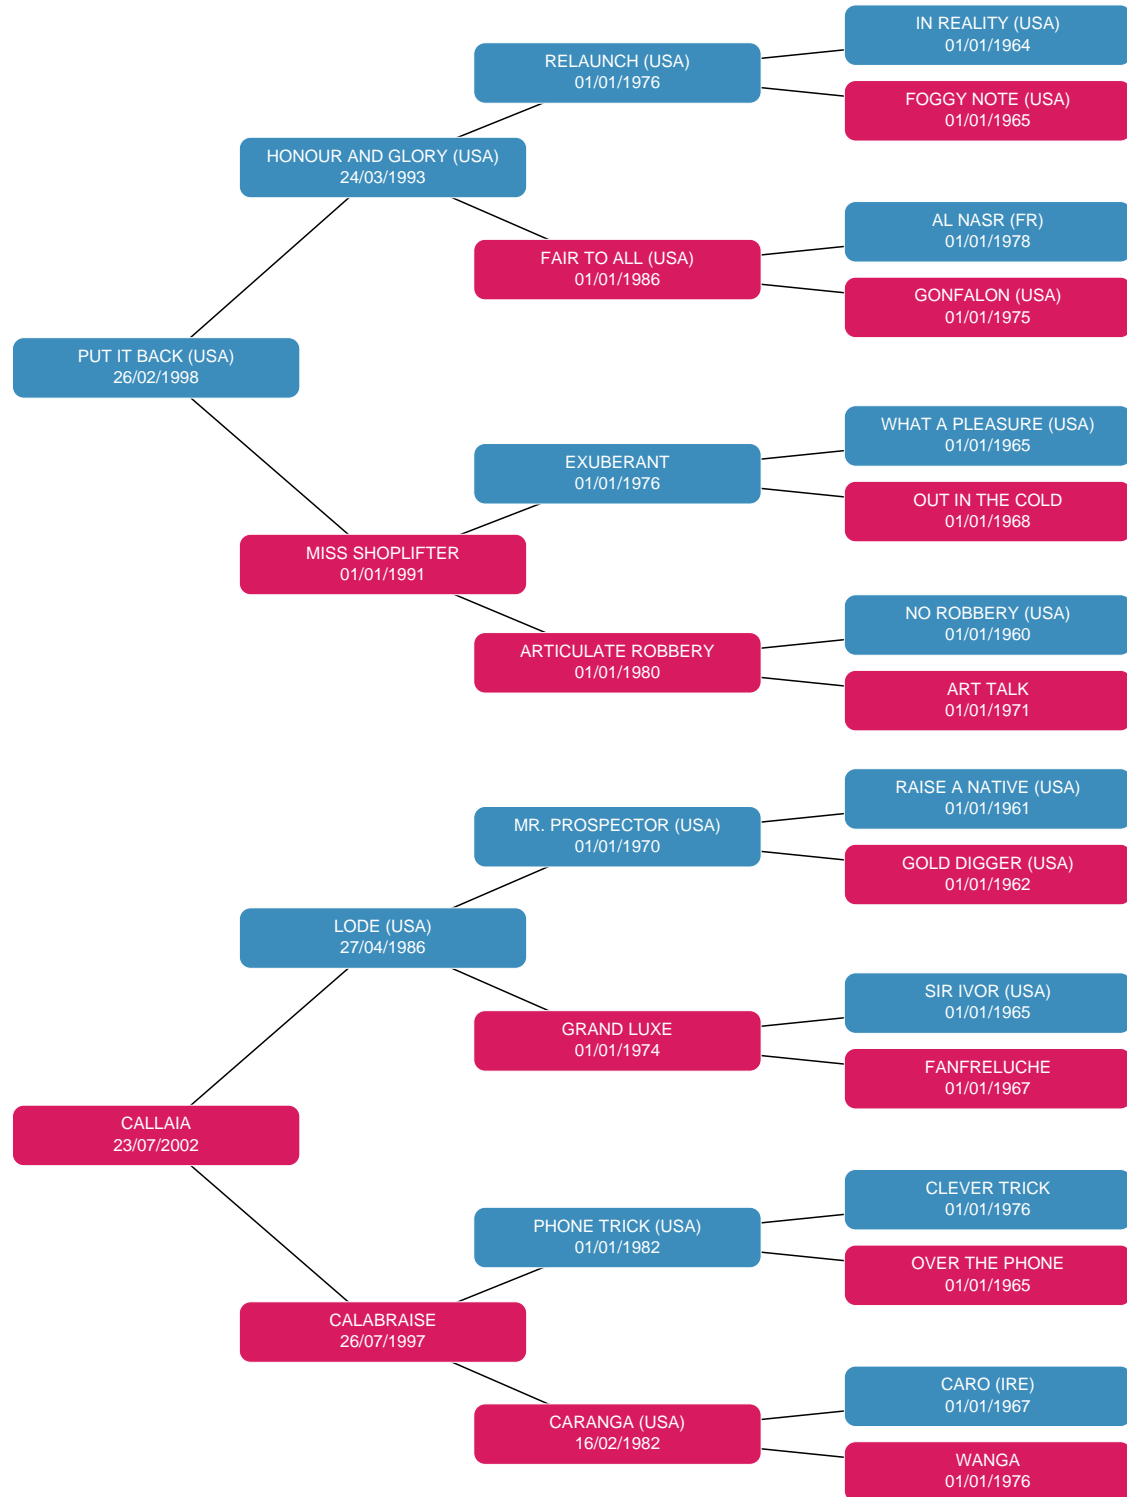 IN REALITY (USA)
01/01/1964
RELAUNCH (USA)
01/01/1976
FOGGY NOTE (USA)
01/01/1965
HONOUR AND GLORY (USA)
24/03/1993
AL NASR (FR)
01/01/1978
FAIR TO ALL (USA)
01/01/1986
GONFALON (USA)
01/01/1975
PUT IT BACK (USA)
26/02/1998
WHAT A PLEASURE (USA)
01/01/1965
EXUBERANT
01/01/1976
OUT IN THE COLD
01/01/1968
MISS SHOPLIFTER
01/01/1991
NO ROBBERY (USA)
01/01/1960
ARTICULATE ROBBERY
01/01/1980
ART TALK
01/01/1971
RAISE A NATIVE (USA)
01/01/1961
MR. PROSPECTOR (USA)
01/01/1970
GOLD DIGGER (USA)
01/01/1962
LODE (USA)
27/04/1986
SIR IVOR (USA)
01/01/1965
GRAND LUXE
01/01/1974
FANFRELUCHE
01/01/1967
CALLAIA
23/07/2002
CLEVER TRICK
01/01/1976
PHONE TRICK (USA)
01/01/1982
OVER THE PHONE
01/01/1965
CALABRAISE
26/07/1997
CARO (IRE)
01/01/1967
CARANGA (USA)
16/02/1982
WANGA
01/01/1976